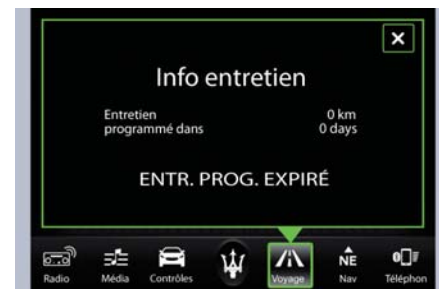 X
Info entretien
Entretien 0 km
programmé dans 0 days
ENTR. PROG. EXPIRÉ
NE
Radio Média Contrôles Voyage Nav Téléphon